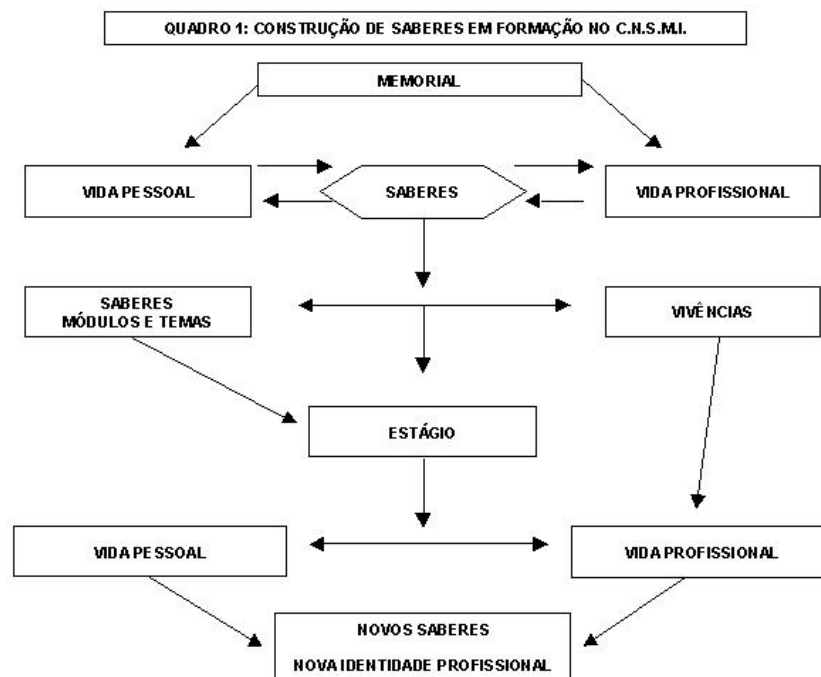 QUADRO 1: CONSTRUÇÃO DE SABERES EM FORMAÇÃO NO C.N.S.M.I.
MEMORIAL
VIDA PESSOAL
SABERES
VIDA PROFISSIONAL
SABERES
MÓDULOS E TEMAS
VIVÊNCIAS
ESTÁGIO
VIDA PESSOAL
VIDA PROFISSIONAL
NOVOS SABERES
NOVA IDENTIDADE PROFISSIONAL